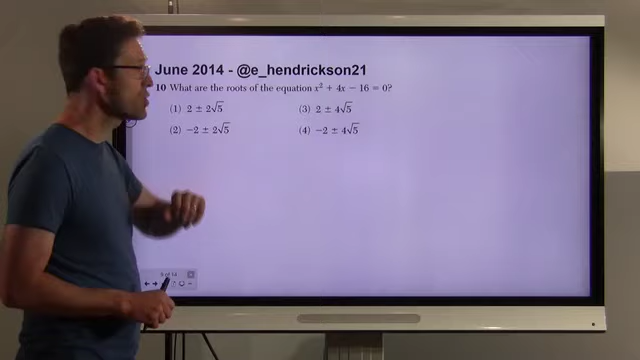 June 2014 - @e_hendrickson21
10 What are the roots of the equation x² + 4x − 16 = 0?
(1) 2 ± 2√5
(3) 2 ± 4√5
(2) −2 ± 2√5
(4) −2 ± 4√5